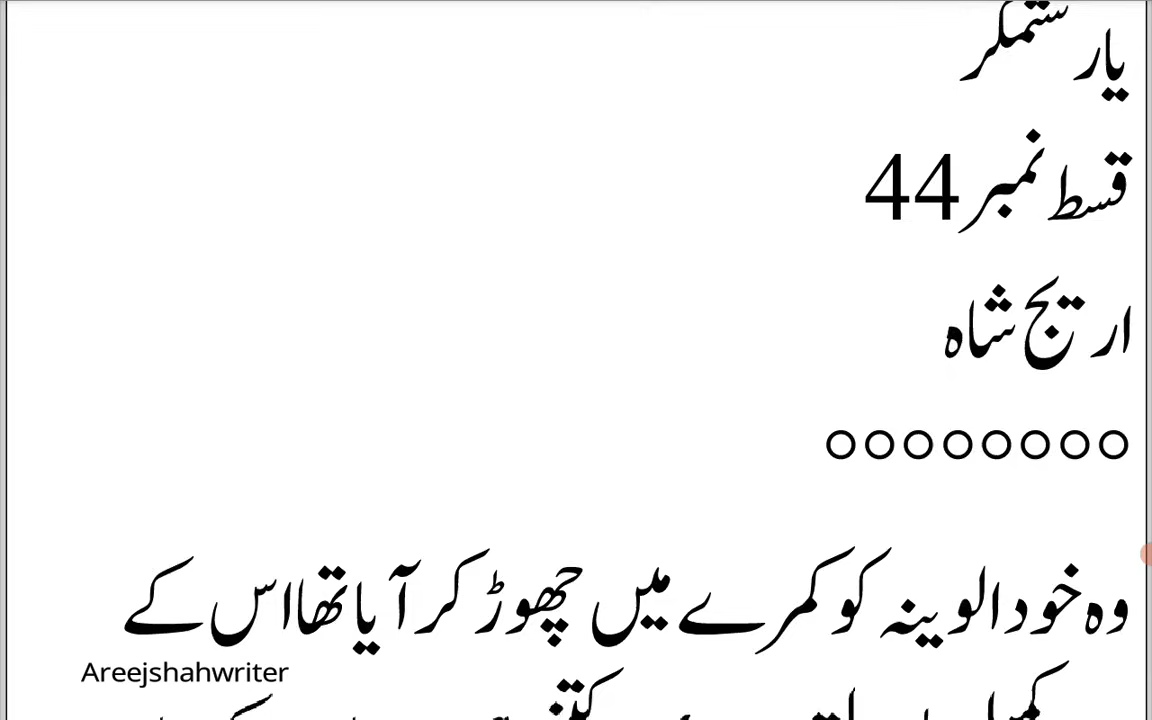 یار ستمگر
قسط نمبر 44
اریج شاہ
○○○○○○○○
وہ خود الوینہ کو کمرے میں چھوڑ کر آیا تھا اس کے
Areejshahwriter